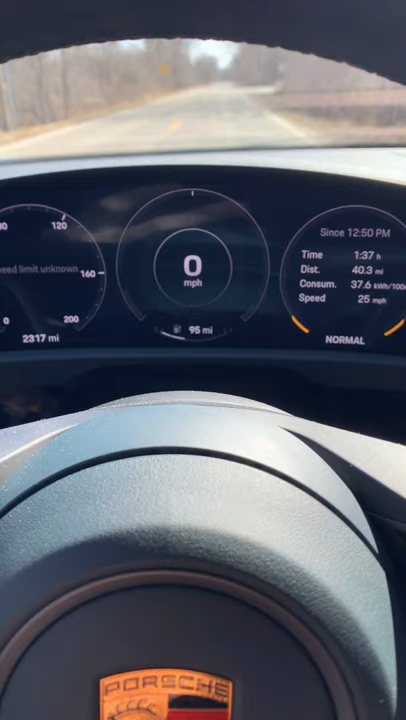 120
eed limit unknown
160
0
200
2317 mi
0
mph
95 mi
Since 12:50 PM
Time 1:37 h
Dist. 40.3 mi
Consum. 37.6 kWh/100
Speed 25 mph
NORMAL
PORSCHE